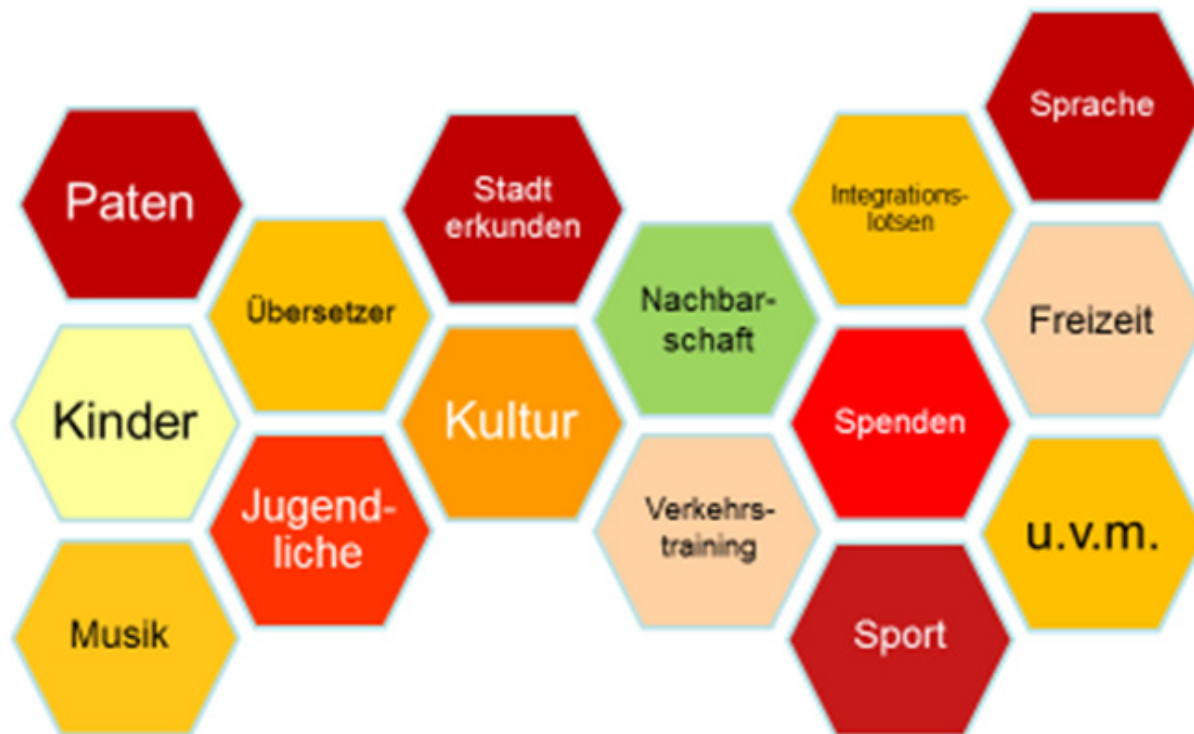 Paten
Kinder
Musik
Übersetzer
Jugend-
liche
Stadt
erkunden
Kultur
Nachbar-
schaft
Verkehrs-
training
Integrations-
lotsen
Spenden
Sport
Sprache
Freizeit
u.v.m.